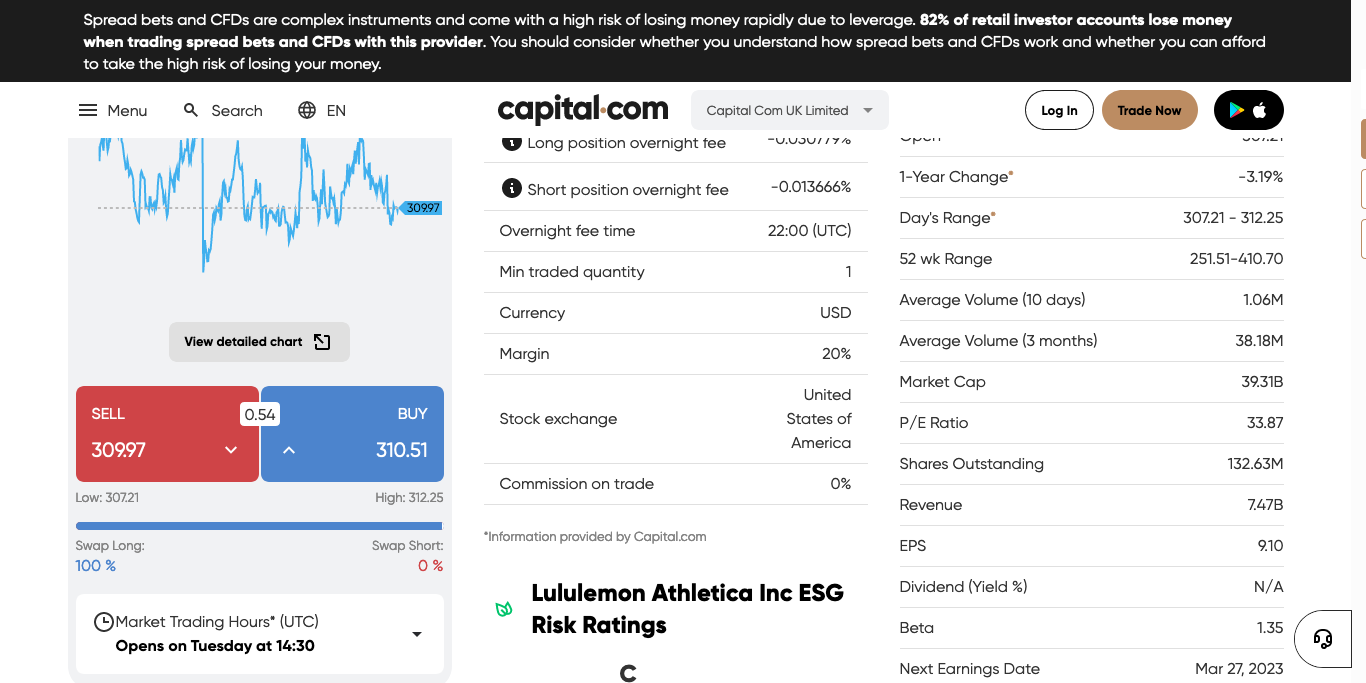 Spread bets and CFDs are complex instruments and come with a high risk of losing money rapidly due to leverage. 82% of retail investor accounts lose money
when trading spread bets and CFDs with this provider. You should consider whether you understand how spread bets and CFDs work and whether you can afford
to take the high risk of losing your money.
Menu
Search
EN
capital.com
Capital Com UK Limited
Log In
Trade Now
309.97
View detailed chart
SELL
309.97
0.54
BUY
310.51
Low: 307.21
High: 312.25
Swap Long:
100 %
Swap Short:
0 %
Market Trading Hours* (UTC)
Opens on Tuesday at 14:30
Long position overnight fee -0.030779%
Short position overnight fee -0.013666%
Overnight fee time 22:00 (UTC)
Min traded quantity 1
Currency USD
Margin 20%
Stock exchange
United
States of
America
Commission on trade 0%
*Information provided by Capital.com
Lululemon Athletica Inc ESG
Risk Ratings
C
Open 307.21
1-Year Change* -3.19%
Day's Range* 307.21 - 312.25
52 wk Range 251.51-410.70
Average Volume (10 days) 1.06M
Average Volume (3 months) 38.18M
Market Cap 39.31B
P/E Ratio 33.87
Shares Outstanding 132.63M
Revenue 7.47B
EPS 9.10
Dividend (Yield %) N/A
Beta 1.35
Next Earnings Date Mar 27, 2023